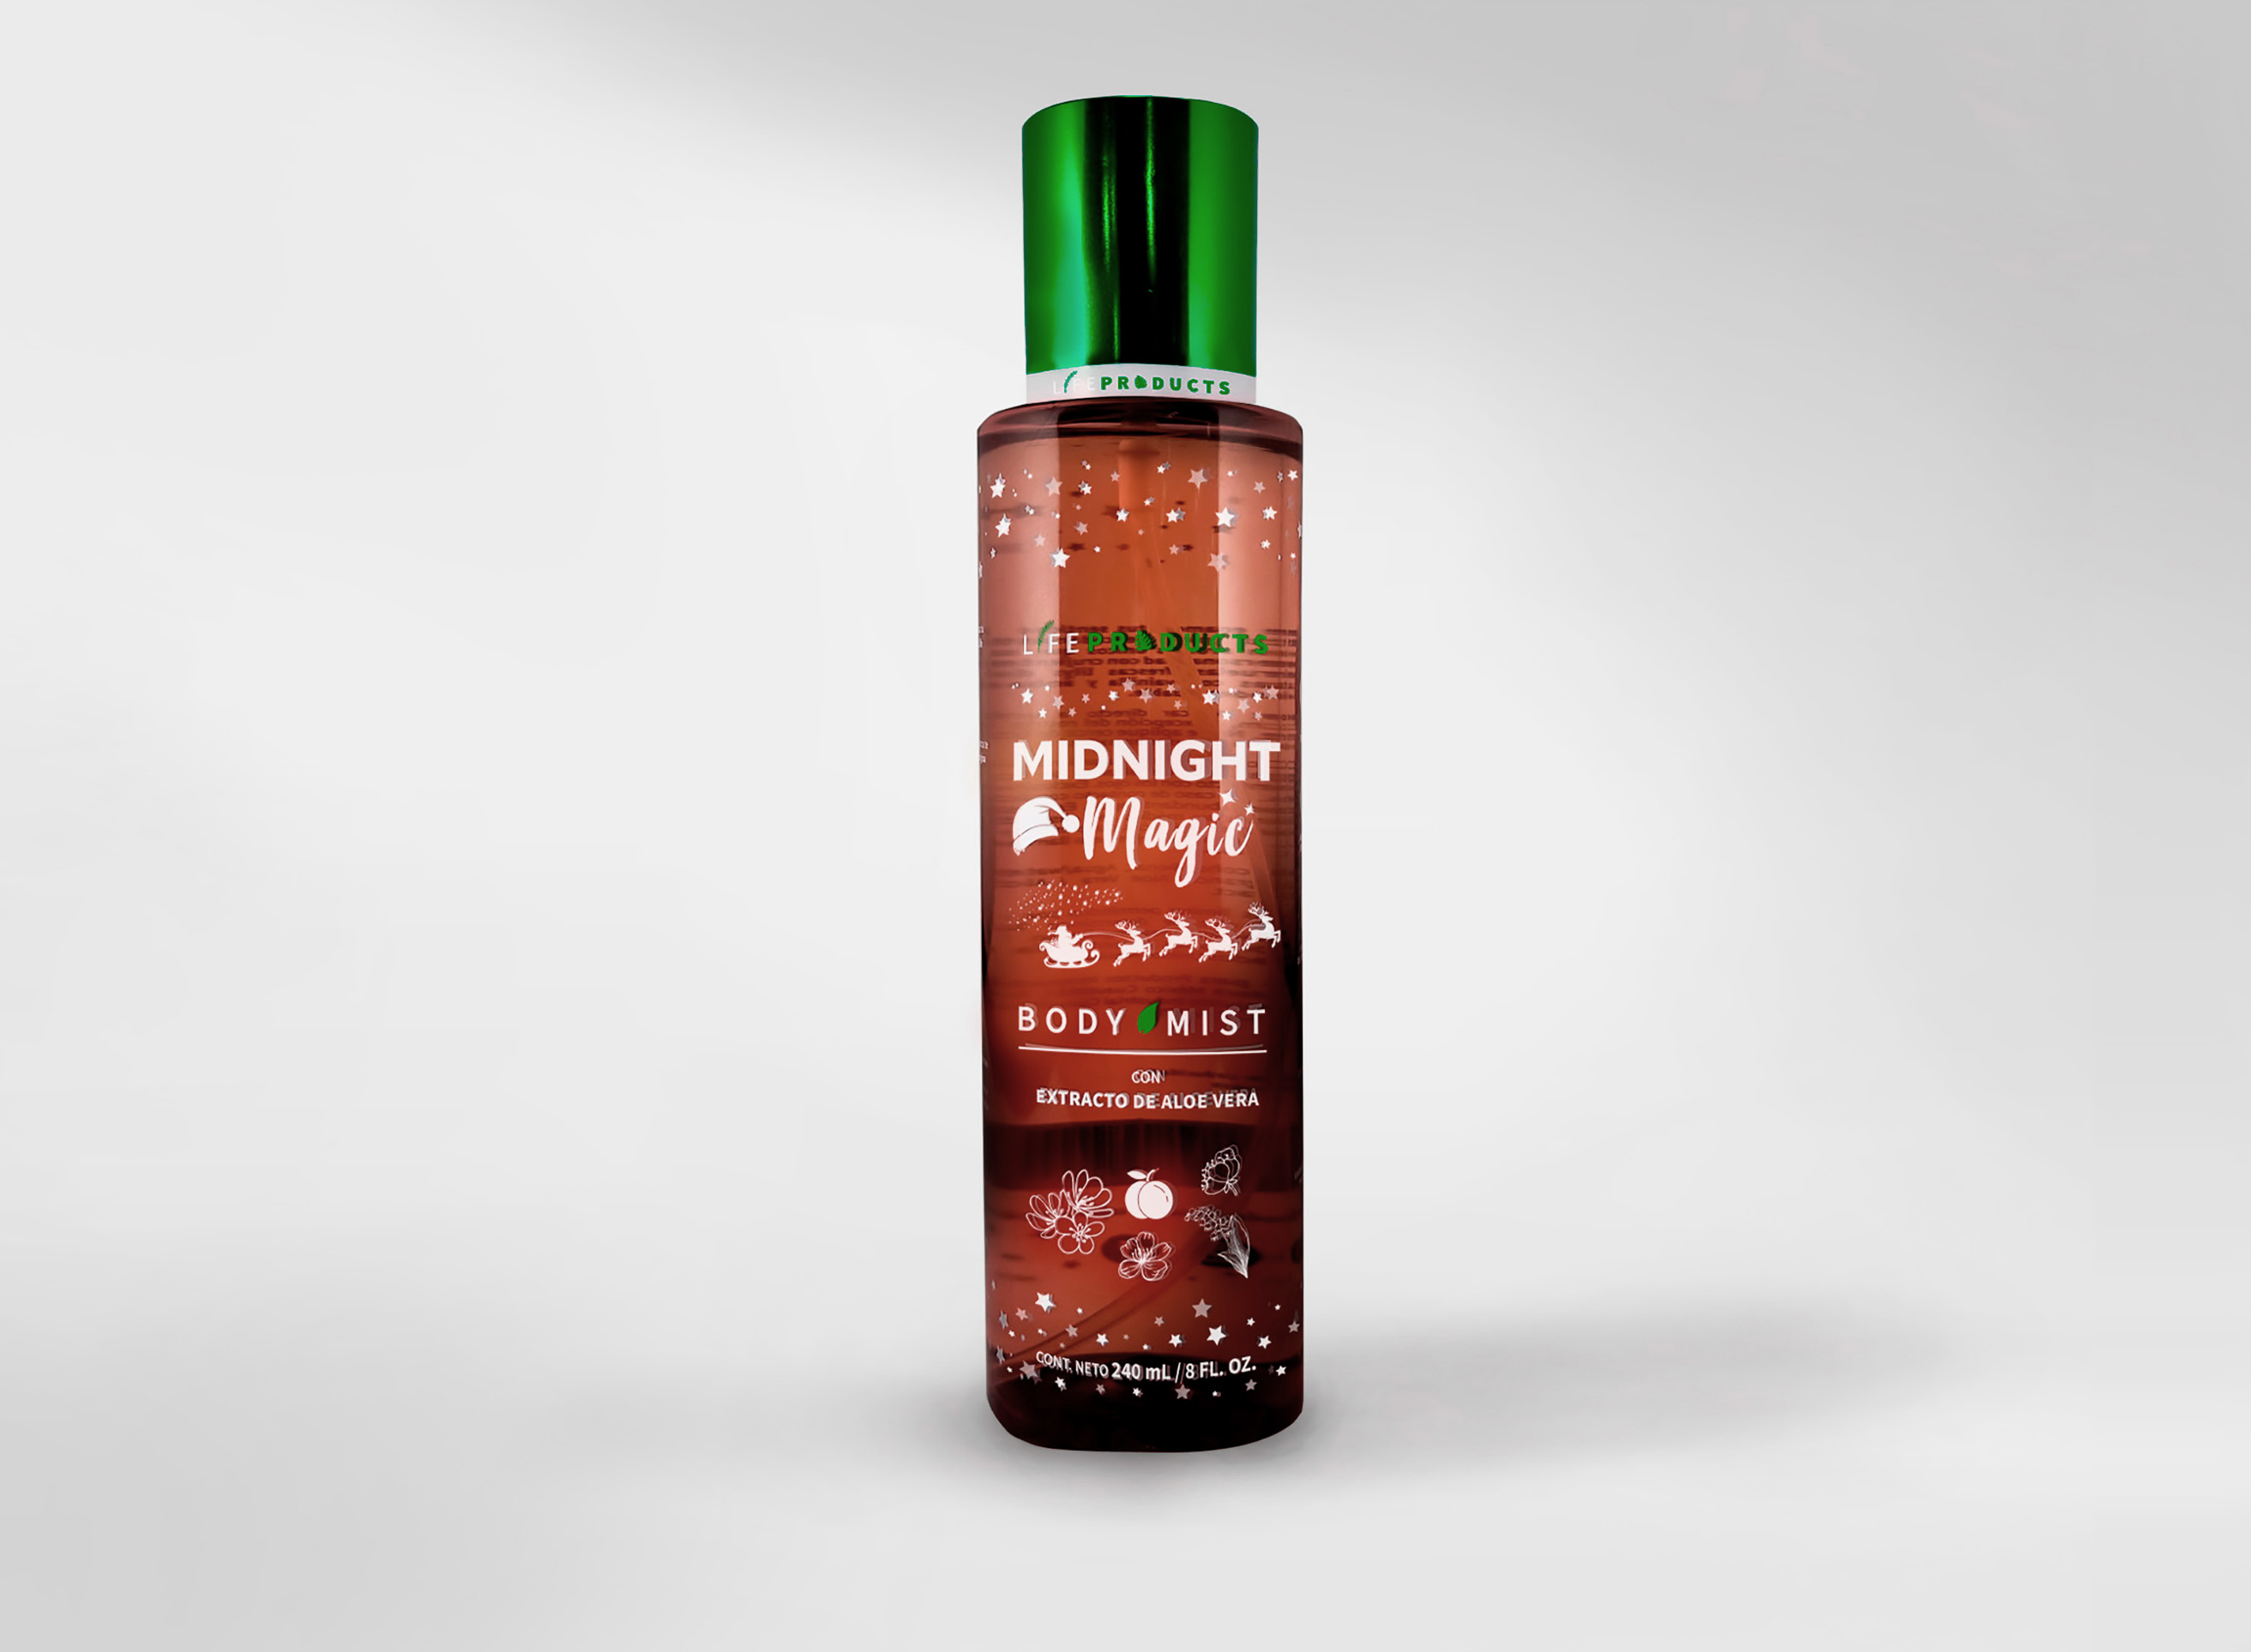 LIFEPRODUCTS
LIFEPRODUCTS
MIDNIGHT
Magic
BODY MIST
CON
EXTRACTO DE ALOE VERA
CONT. NETO 240 mL / 8 FL. OZ.